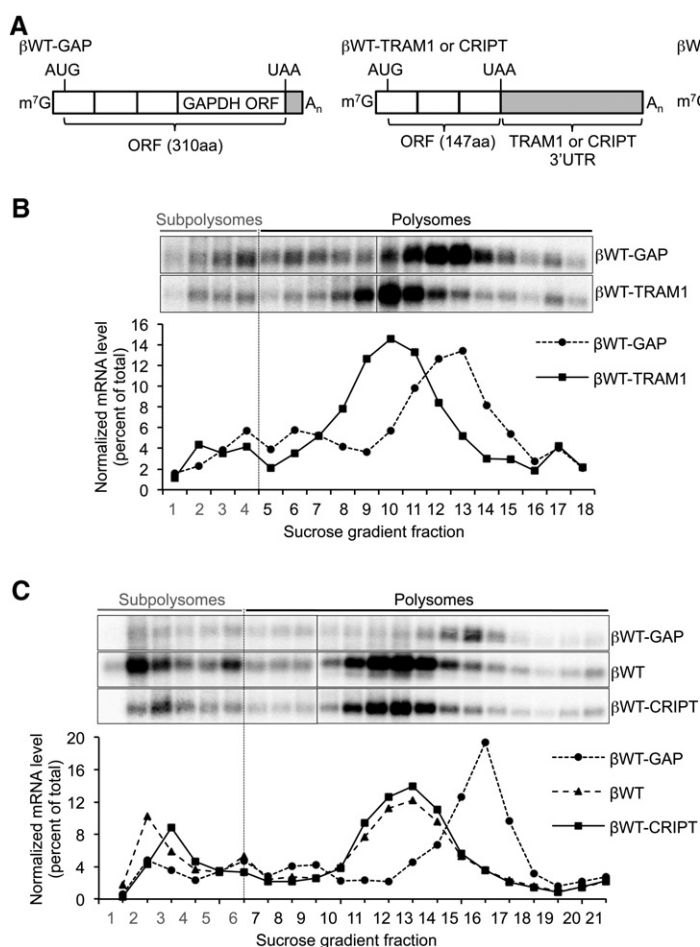 A
βWT-GAP
AUG UAA
m⁷G GAPDH ORF Aₙ
ORF (310aa)
βWT-TRAM1 or CRIPT
AUG UAA
m⁷G Aₙ
ORF (147aa) TRAM1 or CRIPT
3'UTR
βW
m⁷
B
Subpolysomes Polysomes
βWT-GAP
βWT-TRAM1
Normalized mRNA level
(percent of total)
16
14
12
10
8
6
4
2
0
βWT-GAP
βWT-TRAM1
1 2 3 4 5 6 7 8 9 10 11 12 13 14 15 16 17 18
Sucrose gradient fraction
C
Subpolysomes Polysomes
βWT-GAP
βWT
βWT-CRIPT
Normalized mRNA level
(percent of total)
20
16
12
8
4
0
βWT-GAP
βWT
βWT-CRIPT
1 2 3 4 5 6 7 8 9 10 11 12 13 14 15 16 17 18 19 20 21
Sucrose gradient fraction